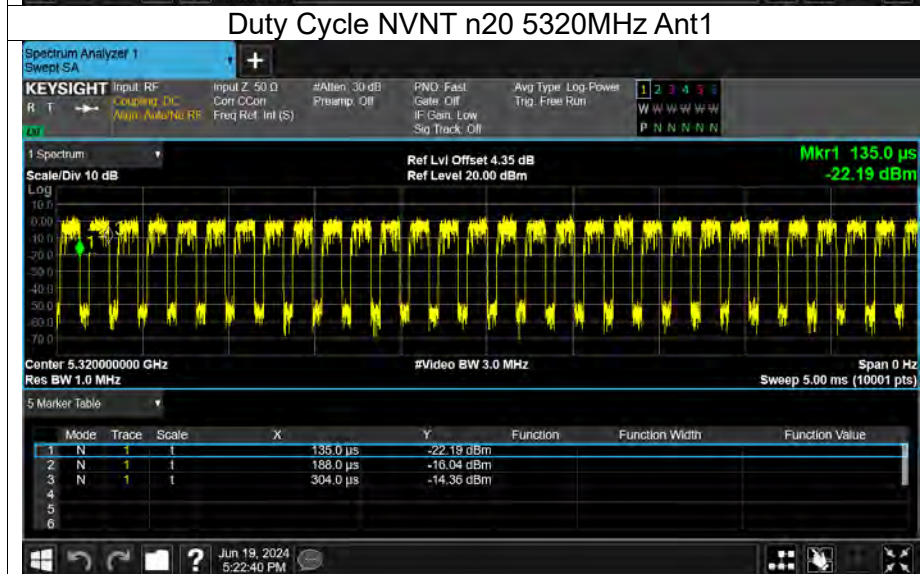 Duty Cycle NVNT n20 5320MHz Ant1
Spectrum Analyzer 1
Swept SA
+
KEYSIGHT Input: RF Input Z: 50 Ω #Atten: 30 dB PNO: Fast Avg Type: Log-Power 1 2 3 4 5 6
R T Coupling: DC Corr CCorr Preamp: Off Gate: Off Trig: Free Run W W W W W W
Align: Auto/No RF Freq Ref: Int (S) IF Gain: Low
Sig Track: Off P N N N N N
1 Spectrum Ref Lvl Offset 4.35 dB Mkr1 135.0 µs
Scale/Div 10 dB Ref Level 20.00 dBm -22.19 dBm
Log
10.0
0.00
-10.0
-20.0
-30.0
-40.0
-50.0
-60.0
-70.0
1
Center 5.320000000 GHz #Video BW 3.0 MHz Span 0 Hz
Res BW 1.0 MHz Sweep 5.00 ms (10001 pts)
5 Marker Table
Mode Trace Scale X Y Function Function Width Function Value
1 N 1 t 135.0 µs -22.19 dBm
2 N 1 t 188.0 µs -16.04 dBm
3 N 1 t 304.0 µs -14.36 dBm
4
5
6
? Jun 19, 2024
5:22:40 PM